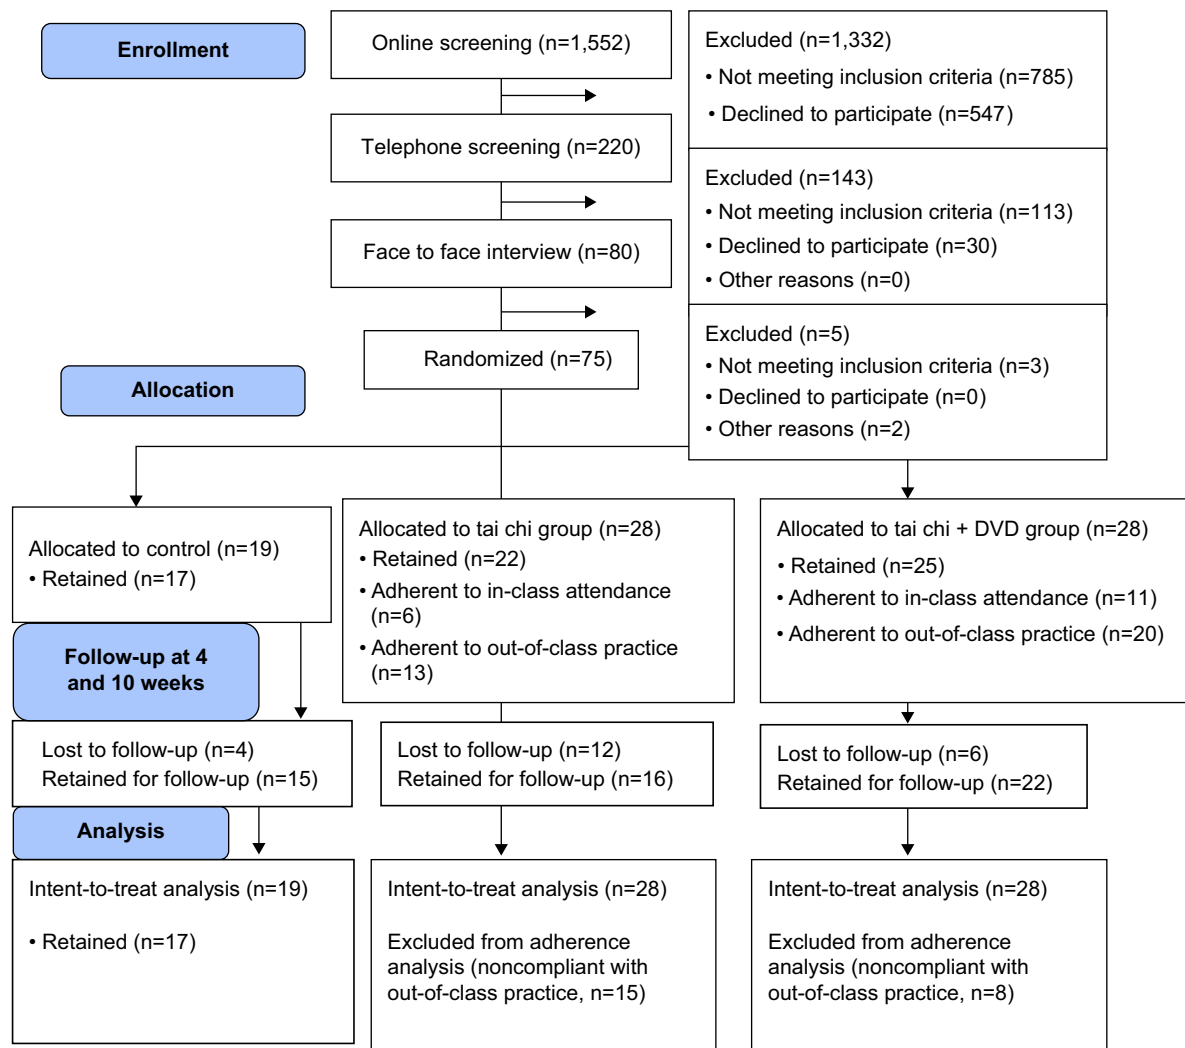 Enrollment
Online screening (n=1,552)
Excluded (n=1,332)
• Not meeting inclusion criteria (n=785)
• Declined to participate (n=547)
Telephone screening (n=220)
Excluded (n=143)
• Not meeting inclusion criteria (n=113)
• Declined to participate (n=30)
• Other reasons (n=0)
Face to face interview (n=80)
Excluded (n=5)
• Not meeting inclusion criteria (n=3)
• Declined to participate (n=0)
• Other reasons (n=2)
Randomized (n=75)
Allocation
Allocated to control (n=19)
• Retained (n=17)
Allocated to tai chi group (n=28)
• Retained (n=22)
• Adherent to in-class attendance
(n=6)
• Adherent to out-of-class practice
(n=13)
Allocated to tai chi + DVD group (n=28)
• Retained (n=25)
• Adherent to in-class attendance (n=11)
• Adherent to out-of-class practice (n=20)
Follow-up at 4
and 10 weeks
Lost to follow-up (n=4)
Retained for follow-up (n=15)
Lost to follow-up (n=12)
Retained for follow-up (n=16)
Lost to follow-up (n=6)
Retained for follow-up (n=22)
Analysis
Intent-to-treat analysis (n=19)
• Retained (n=17)
Intent-to-treat analysis (n=28)
Excluded from adherence
analysis (noncompliant with
out-of-class practice, n=15)
Intent-to-treat analysis (n=28)
Excluded from adherence
analysis (noncompliant with
out-of-class practice, n=8)